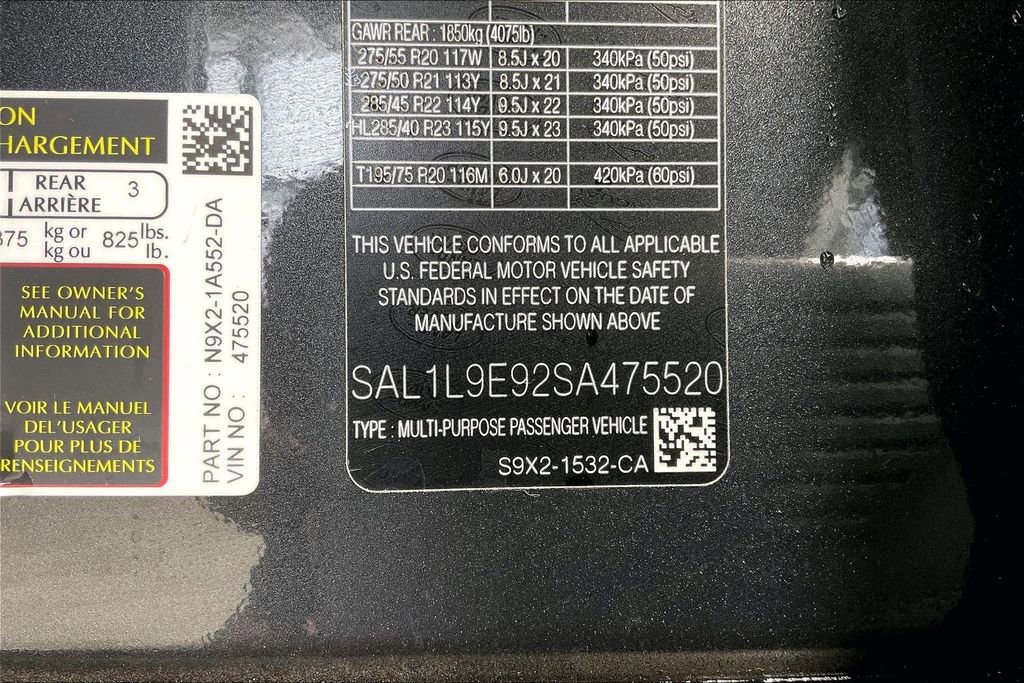 ON
HARGEMENT
REAR
ARRIÈRE
3
375 kg or 825 lbs.
kg ou lb.
SEE OWNER'S
MANUAL FOR
ADDITIONAL
INFORMATION
VOIR LE MANUEL
DEL'USAGER
POUR PLUS DE
RENSEIGNEMENTS
PART NO : N9X2-1A552-DA
VIN NO : 475520
GAWR REAR : 1850kg (4075lb)
275/55 R20 117W 8.5J x 20 340kPa (50psi)
275/50 R21 113Y 8.5J x 21 340kPa (50psi)
285/45 R22 114Y 9.5J x 22 340kPa (50psi)
HL285/40 R23 115Y 9.5J x 23 340kPa (50psi)
T195/75 R20 116M 6.0J x 20 420kPa (60psi)
THIS VEHICLE CONFORMS TO ALL APPLICABLE
U.S. FEDERAL MOTOR VEHICLE SAFETY
STANDARDS IN EFFECT ON THE DATE OF
MANUFACTURE SHOWN ABOVE
SAL1L9E92SA475520
TYPE : MULTI-PURPOSE PASSENGER VEHICLE
S9X2-1532-CA